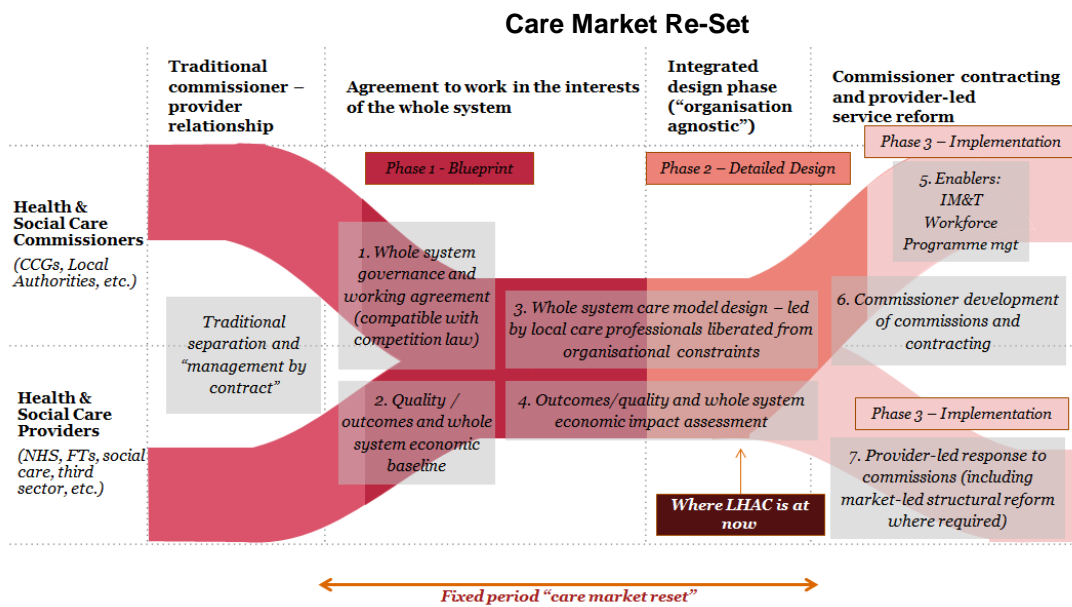 Care Market Re-Set
Traditional
commissioner –
provider
relationship
Agreement to work in the interests
of the whole system
Integrated
design phase
(“organisation
agnostic”)
Commissioner contracting
and provider-led
service reform
Phase 1 - Blueprint
Phase 2 – Detailed Design
Phase 3 – Implementation
Health &
Social Care
Commissioners
(CCGs, Local
Authorities, etc.)
Traditional
separation and
“management by
contract”
1. Whole system
governance and
working agreement
(compatible with
competition law)
3. Whole system care model design – led
by local care professionals liberated from
organisational constraints
5. Enablers:
IM&T
Workforce
Programme mgt
6. Commissioner development
of commissions and
contracting
Health &
Social Care
Providers
(NHS, FTs, social
care, third
sector, etc.)
2. Quality /
outcomes and whole
system economic
baseline
4. Outcomes/quality and whole system
economic impact assessment
Phase 3 – Implementation
7. Provider-led response to
commissions (including
market-led structural reform
where required)
Where LHAC is at
now
Fixed period “care market reset”